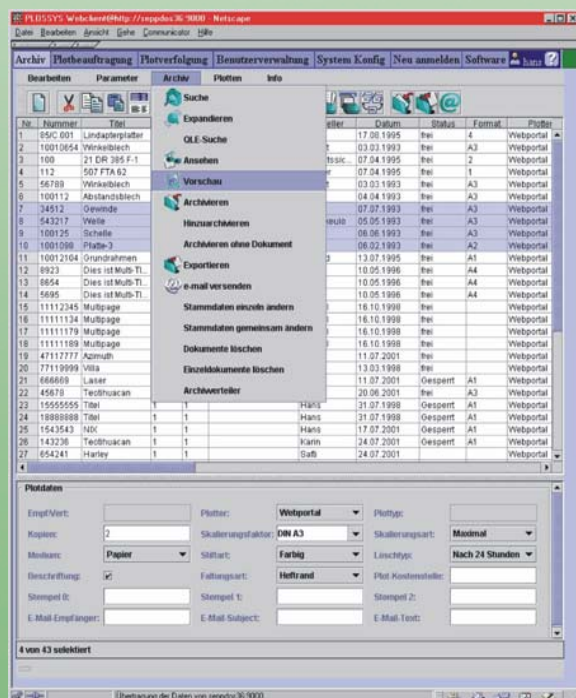 PLOSSYS Webclient@http://seppdos36:9000 - Netscape
Datei Bearbeiten Ansicht Gehe Communicator Hilfe
Archiv Plotbeauftragung Plotverfolgung Benutzerverwaltung System Konfig Neu anmelden Software hans ?
Bearbeiten Parameter Archiv Plotten Info
Suche
Expandieren
QLE-Suche
Ansehen
Vorschau
Archivieren
Hinzuarchivieren
Archivieren ohne Dokument
Exportieren
e-mail versenden
Stammdaten einzeln ändern
Stammdaten gemeinsam ändern
Dokumente löschen
Einzeldokumente löschen
Archivverteiler
Nr. Nummer Titel eller Datum Status Format Plotter
1 85/C 001 Lindapterplatter 17.08.1995 frei 4 Webportal
2 10010654 Winkelblech 03.03.1993 frei A3 Webportal
3 100 21 DR 385 F-1 07.04.1995 frei 2 Webportal
4 112 507 FTA 62 07.04.1995 frei 1 Webportal
5 56789 Winkelblech 03.03.1993 frei A3 Webportal
6 100112 Abstandsblech 04.04.1993 frei A3 Webportal
7 34512 Gewinde 07.07.1993 frei A3 Webportal
8 543217 Welle 05.05.1993 frei A3 Webportal
9 100125 Schelle 06.06.1993 frei A3 Webportal
10 1001098 Platte-3 06.02.1993 frei A2 Webportal
11 10012104 Grundrahmen 13.07.1995 frei A1 Webportal
12 8923 Dies ist Multi-TI... 10.05.1996 frei A4 Webportal
13 8654 Dies ist Multi-TI... 10.05.1996 frei A4 Webportal
14 5695 Dies ist Multi-TI... 10.05.1996 frei A4 Webportal
15 11112345 Multipage 16.10.1998 frei Webportal
16 11111134 Multipage 16.10.1998 frei Webportal
17 11111179 Multipage 16.10.1998 frei Webportal
18 11111189 Multipage 16.10.1998 frei Webportal
19 47117777 Azimuth 11.07.2001 frei Webportal
20 77119999 Villa 13.03.1998 frei Webportal
21 666669 Laser 11.07.2001 Gesperrt A1 Webportal
22 45678 Teotihuacan 20.06.2001 frei A3 Webportal
23 15555555 Titel 1 1 Hans 31.07.1998 Gesperrt A1 Webportal
24 18888888 Titel 1 1 Hans 31.07.1998 Gesperrt A1 Webportal
25 1543543 NIX 1 1 Hans 17.07.2001 Gesperrt A1 Webportal
26 143236 Teotihuacan 1 1 Karin 24.07.2001 Gesperrt A1 Webportal
27 654241 Harley 1 1 Saffi 24.07.2001 Webportal
Plotdaten
Empf/Vert: Plotter: Webportal Plottyp:
Kopien: 2 Skalierungsfaktor: DIN A3 Skalierungsart: Maximal
Medium: Papier Stiftart: Farbig Löschtyp: Nach 24 Stunden
Beschriftung: Faltungsart: Heftrand Plot-Kostenstelle:
Stempel 0: Stempel 1: Stempel 2:
E-Mail-Empfänger: E-Mail-Subject: E-Mail-Text:
4 von 43 selektiert
Übertragung der Daten von seppdos36:9000